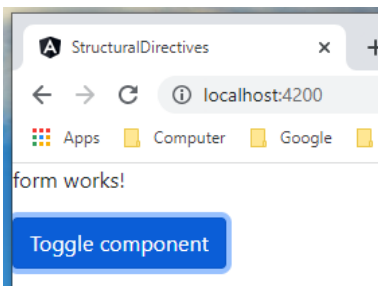 StructuralDirectives
localhost:4200
Apps Computer Google
form works!
Toggle component